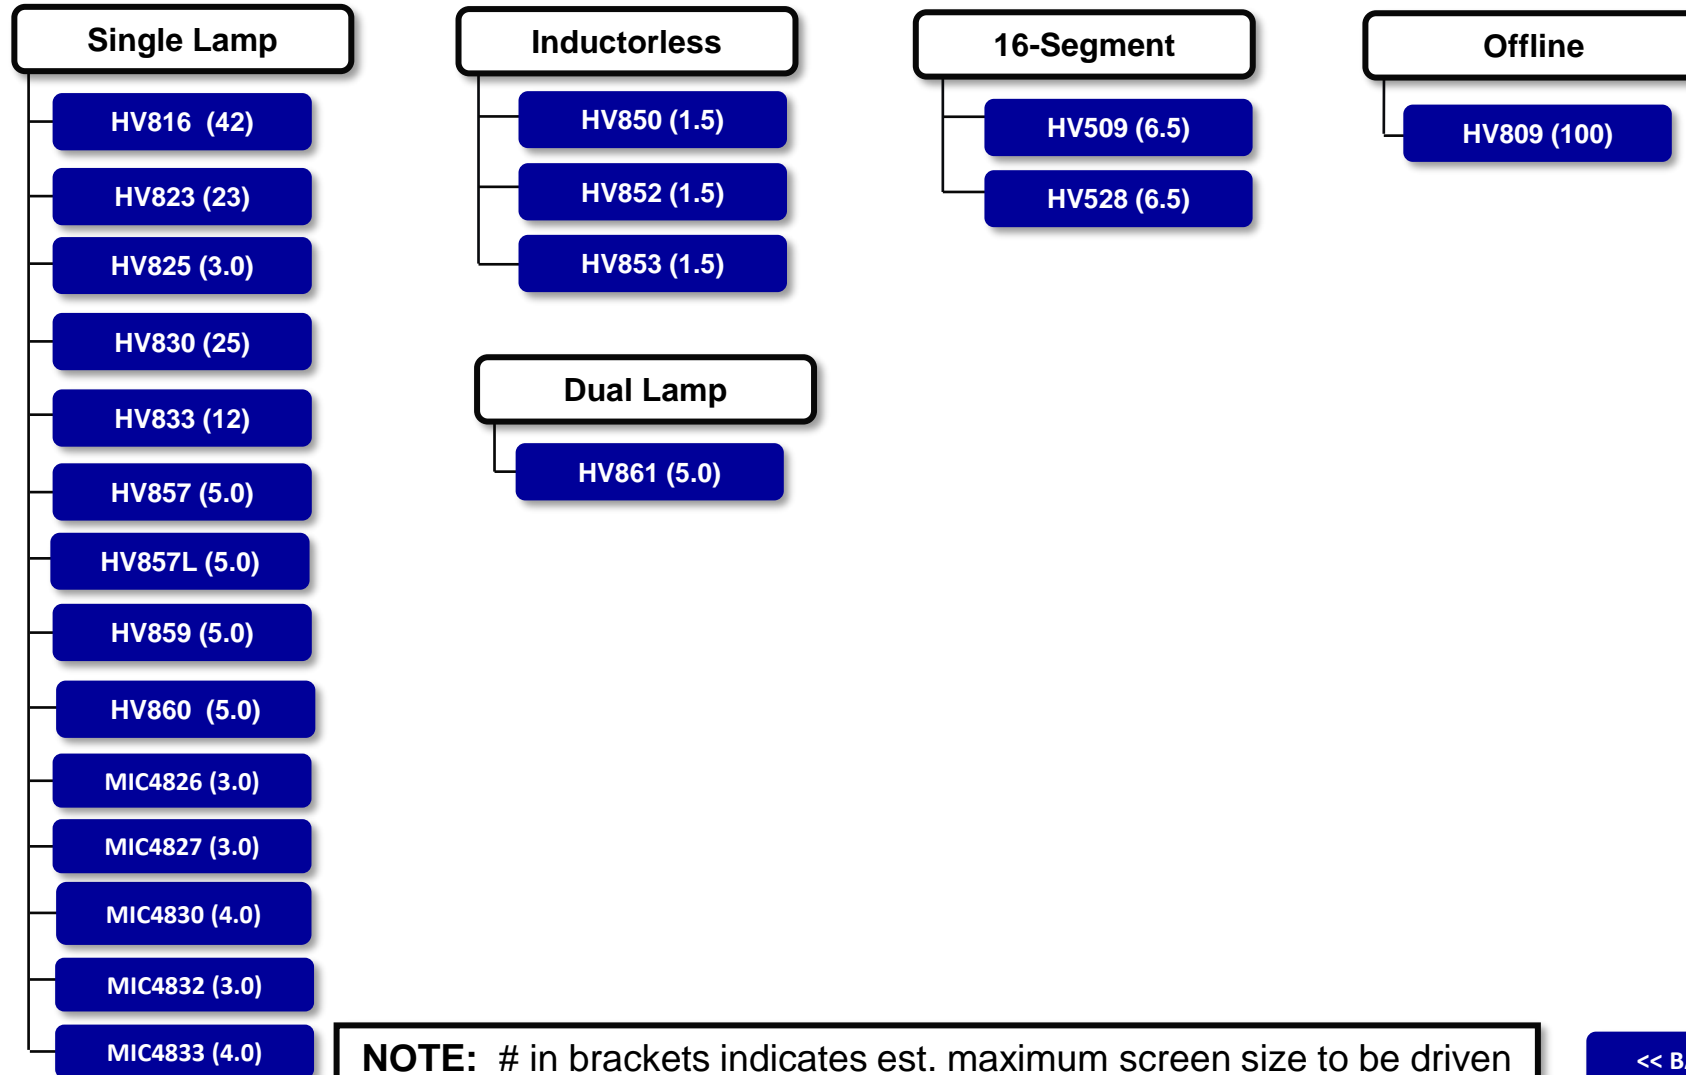 Single Lamp
HV816  (42)
HV823 (23)
HV825 (3.0)
HV830 (25)
HV833 (12)
HV857 (5.0)
HV857L (5.0)
HV859 (5.0)
HV860  (5.0)
MIC4826 (3.0)
MIC4827 (3.0)
MIC4830 (4.0)
MIC4832 (3.0)
MIC4833 (4.0)
Inductorless
HV850 (1.5)
HV852 (1.5)
HV853 (1.5)
Dual Lamp
HV861 (5.0)
16-Segment
HV509 (6.5)
HV528 (6.5)
Offline
HV809 (100)
NOTE:  # in brackets indicates est. maximum screen size to be driven
<<